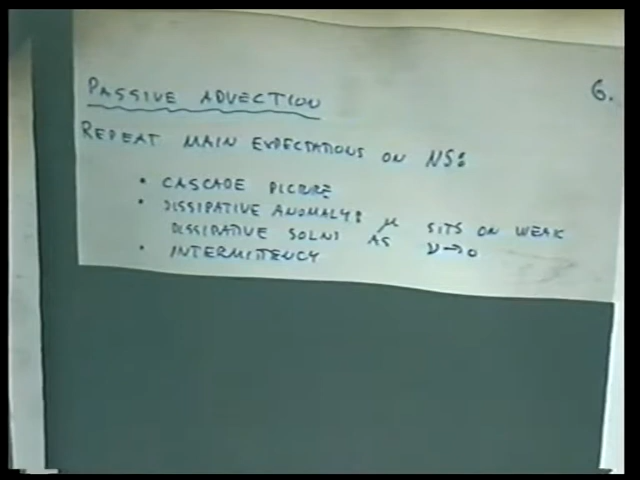 PASSIVE ADVECTION
6.
REPEAT MAIN EXPECTATIONS ON NS:
• CASCADE PICTURE
• DISSIPATIVE ANOMALY: μ SITS ON WEAK
DISSIPATIVE SOLNS AS ν→0
• INTERMITTENCY